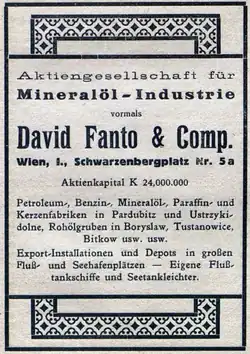 Aktiengesellschaft für
Mineralöl-Industrie
vormals
David Fanto & Comp.
Wien, I., Schwarzenbergplatz Nr. 5a
Aktienkapital K 24,000.000
Petroleum-, Benzin-, Mineralöl-, Paraffin- und
Kerzenfabriken in Pardubitz und Ustrzyki-
dolne, Rohölgruben in Boryslaw, Tustanowice,
Bitkow usw. usw.
Export-Installationen und Depots in großen
Fluß- und Seehafenplätzen — Eigene Fluß-
tankschiffe und Seetankleichter.